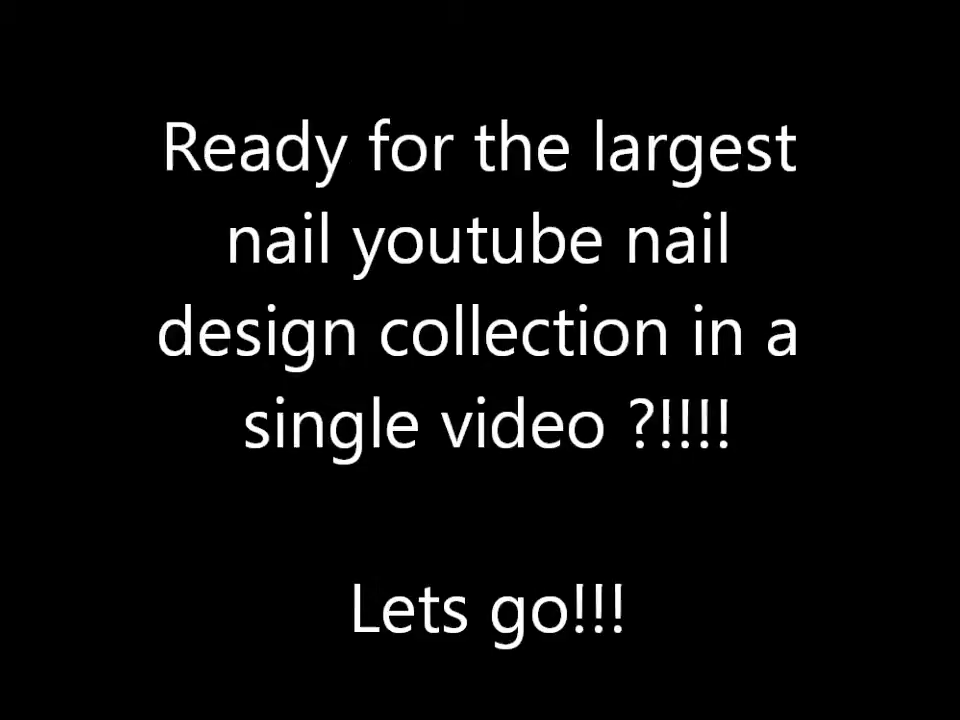 Ready for the largest
nail youtube nail
design collection in a
single video ?!!!!
Lets go!!!